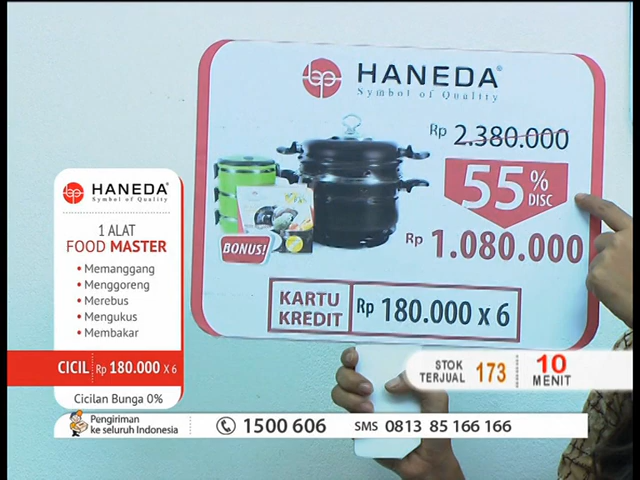 HANEDA®
Symbol of Quality
Rp 2.380.000
55% DISC
Rp 1.080.000
BONUS!
KARTU KREDIT
Rp 180.000 x 6
HANEDA®
Symbol of Quality
1 ALAT
FOOD MASTER
• Memanggang
• Menggoreng
• Merebus
• Mengukus
• Membakar
CICIL Rp 180.000 X 6
Cicilan Bunga 0%
STOK TERJUAL 173
10 MENIT
Pengiriman
ke seluruh Indonesia
1500 606
SMS 0813 85 166 166